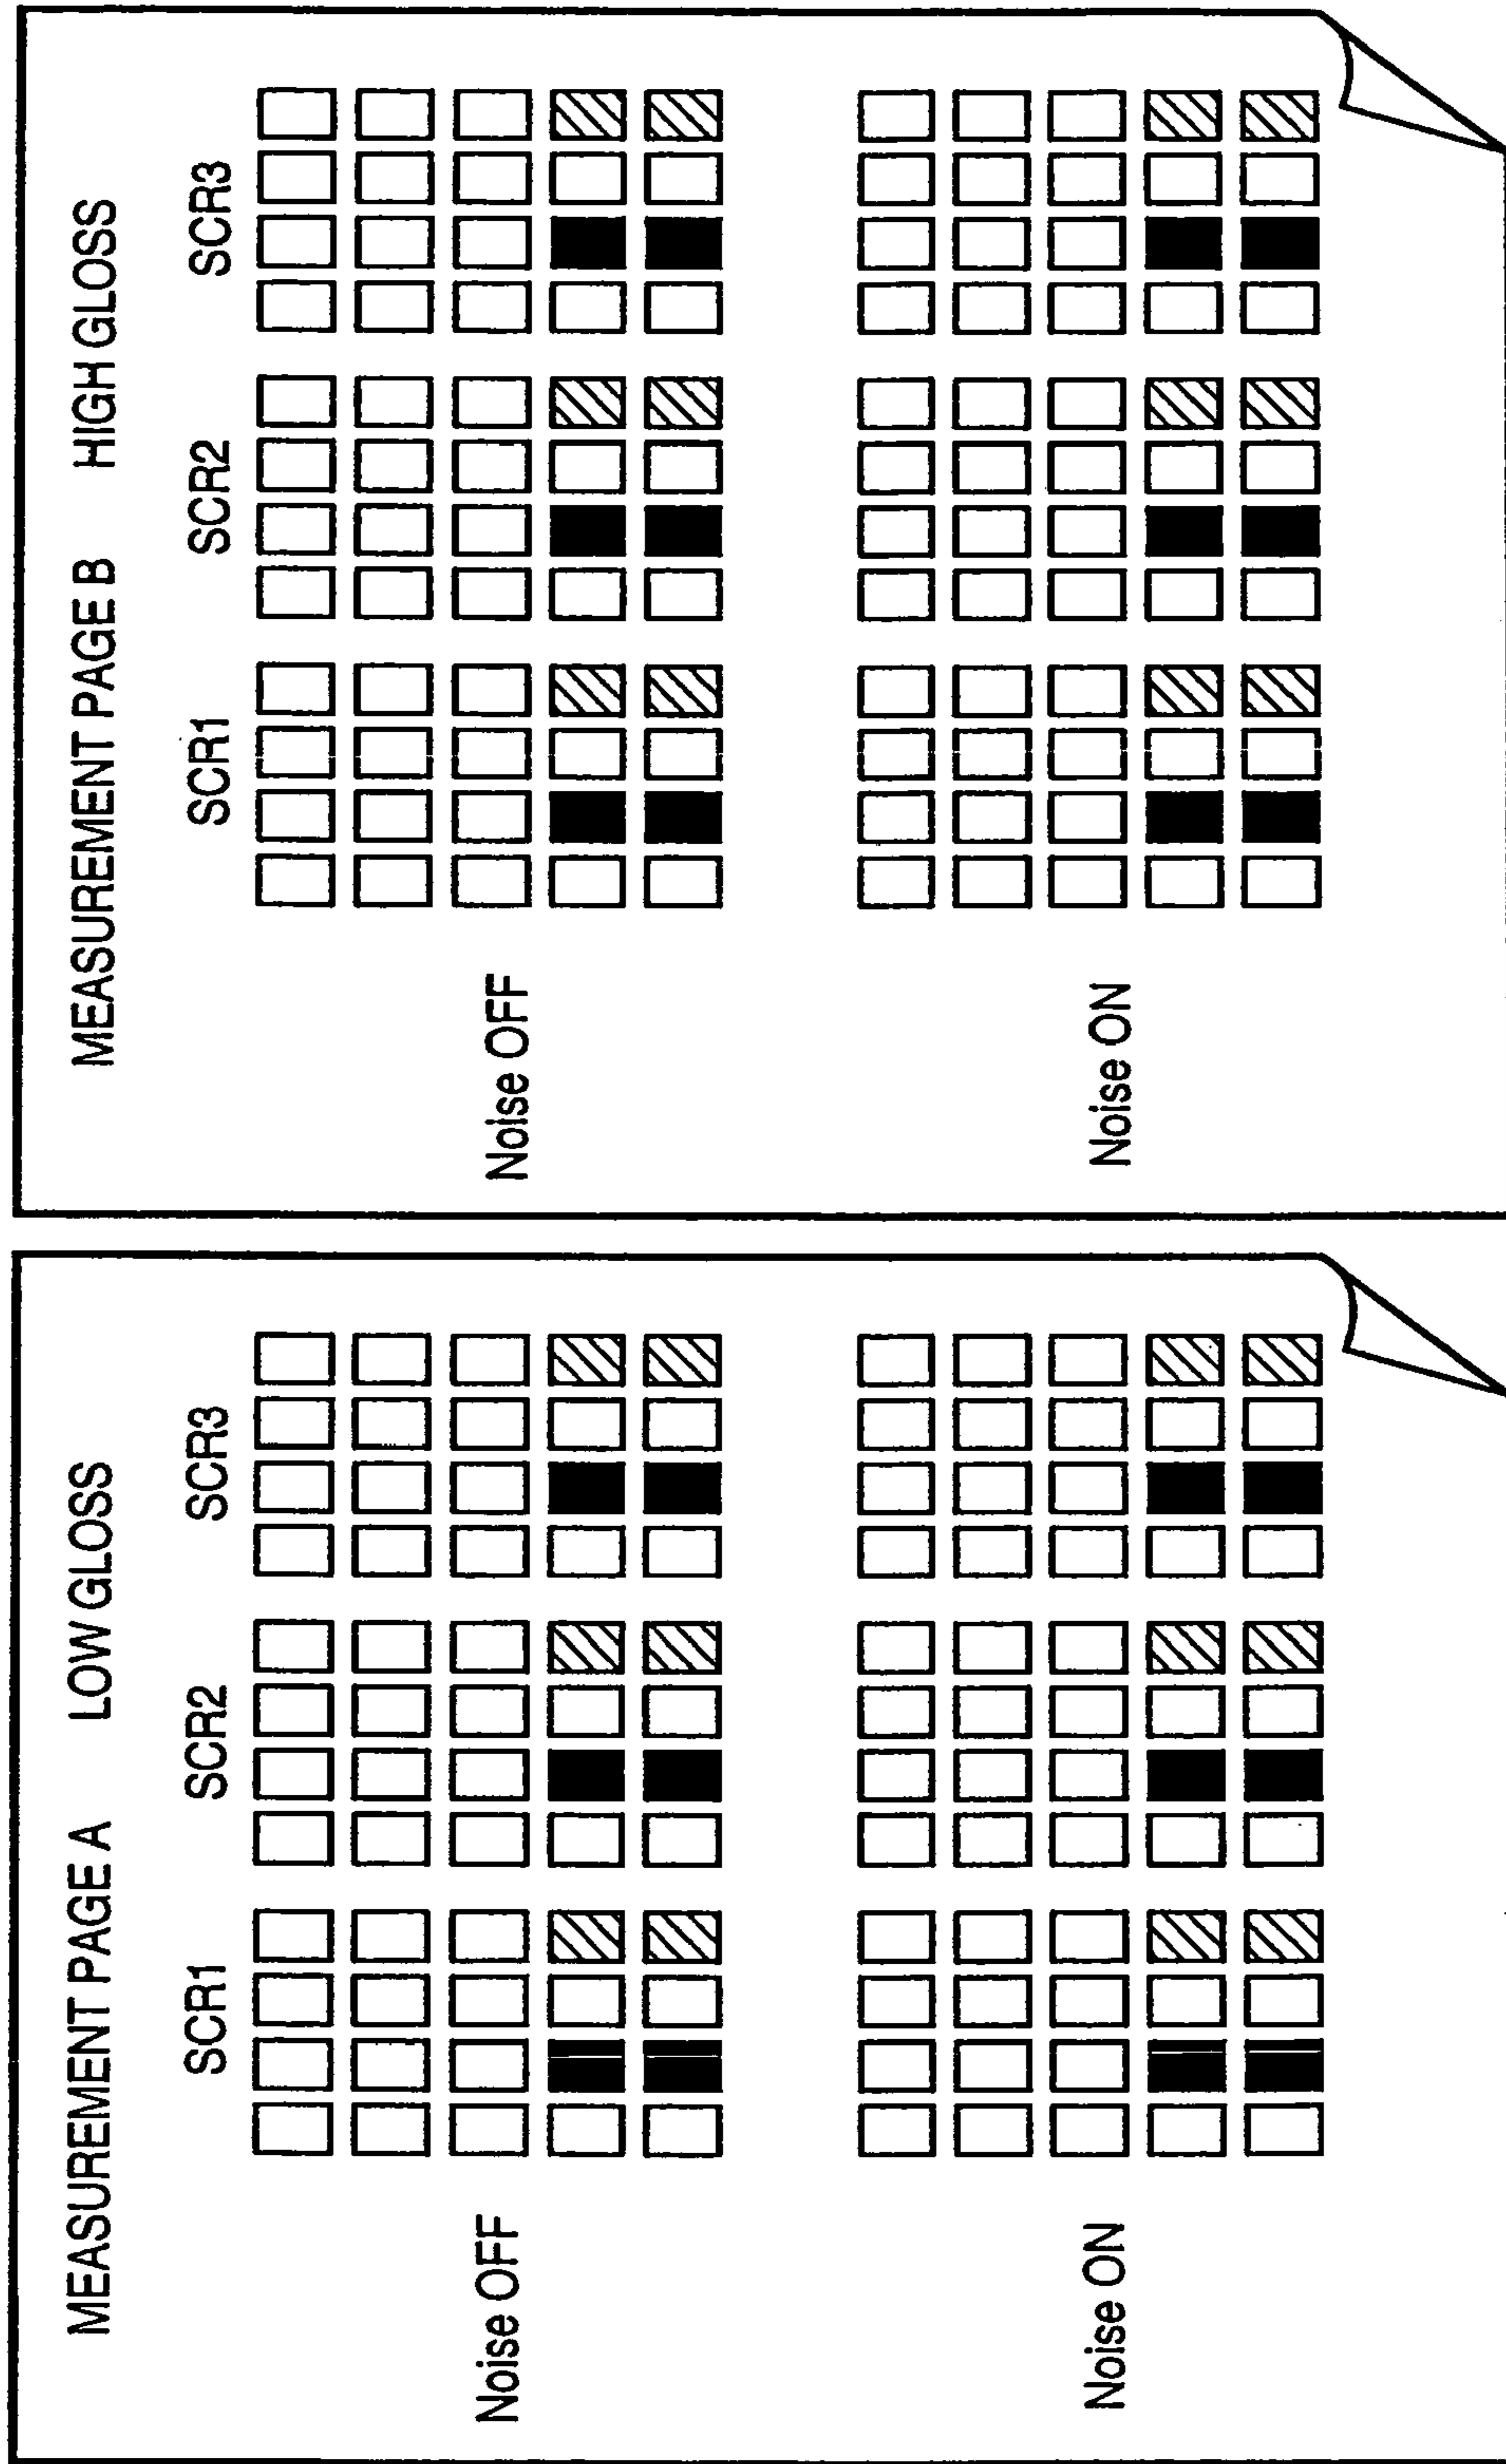 MEASUREMENT PAGE A LOW GLOSS
SCR1 SCR2 SCR3
Noise OFF
Noise ON
MEASUREMENT PAGE B HIGH GLOSS
SCR1 SCR2 SCR3
Noise OFF
Noise ON